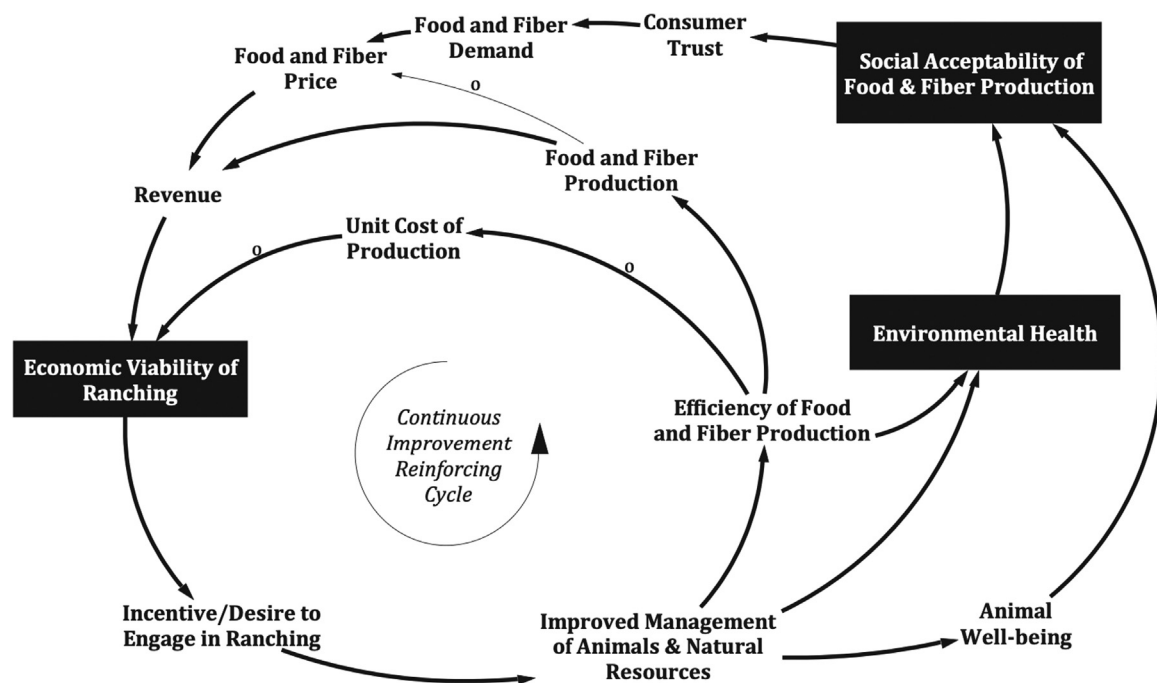 Food and Fiber
Demand
Consumer
Trust
Social Acceptability of
Food & Fiber Production
Food and Fiber
Price
o
Food and Fiber
Production
Revenue
Unit Cost of
Production
o
o
Environmental Health
Economic Viability of
Ranching
Continuous
Improvement
Reinforcing
Cycle
Efficiency of Food
and Fiber Production
Incentive/Desire to
Engage in Ranching
Improved Management
of Animals & Natural
Resources
Animal
Well-being